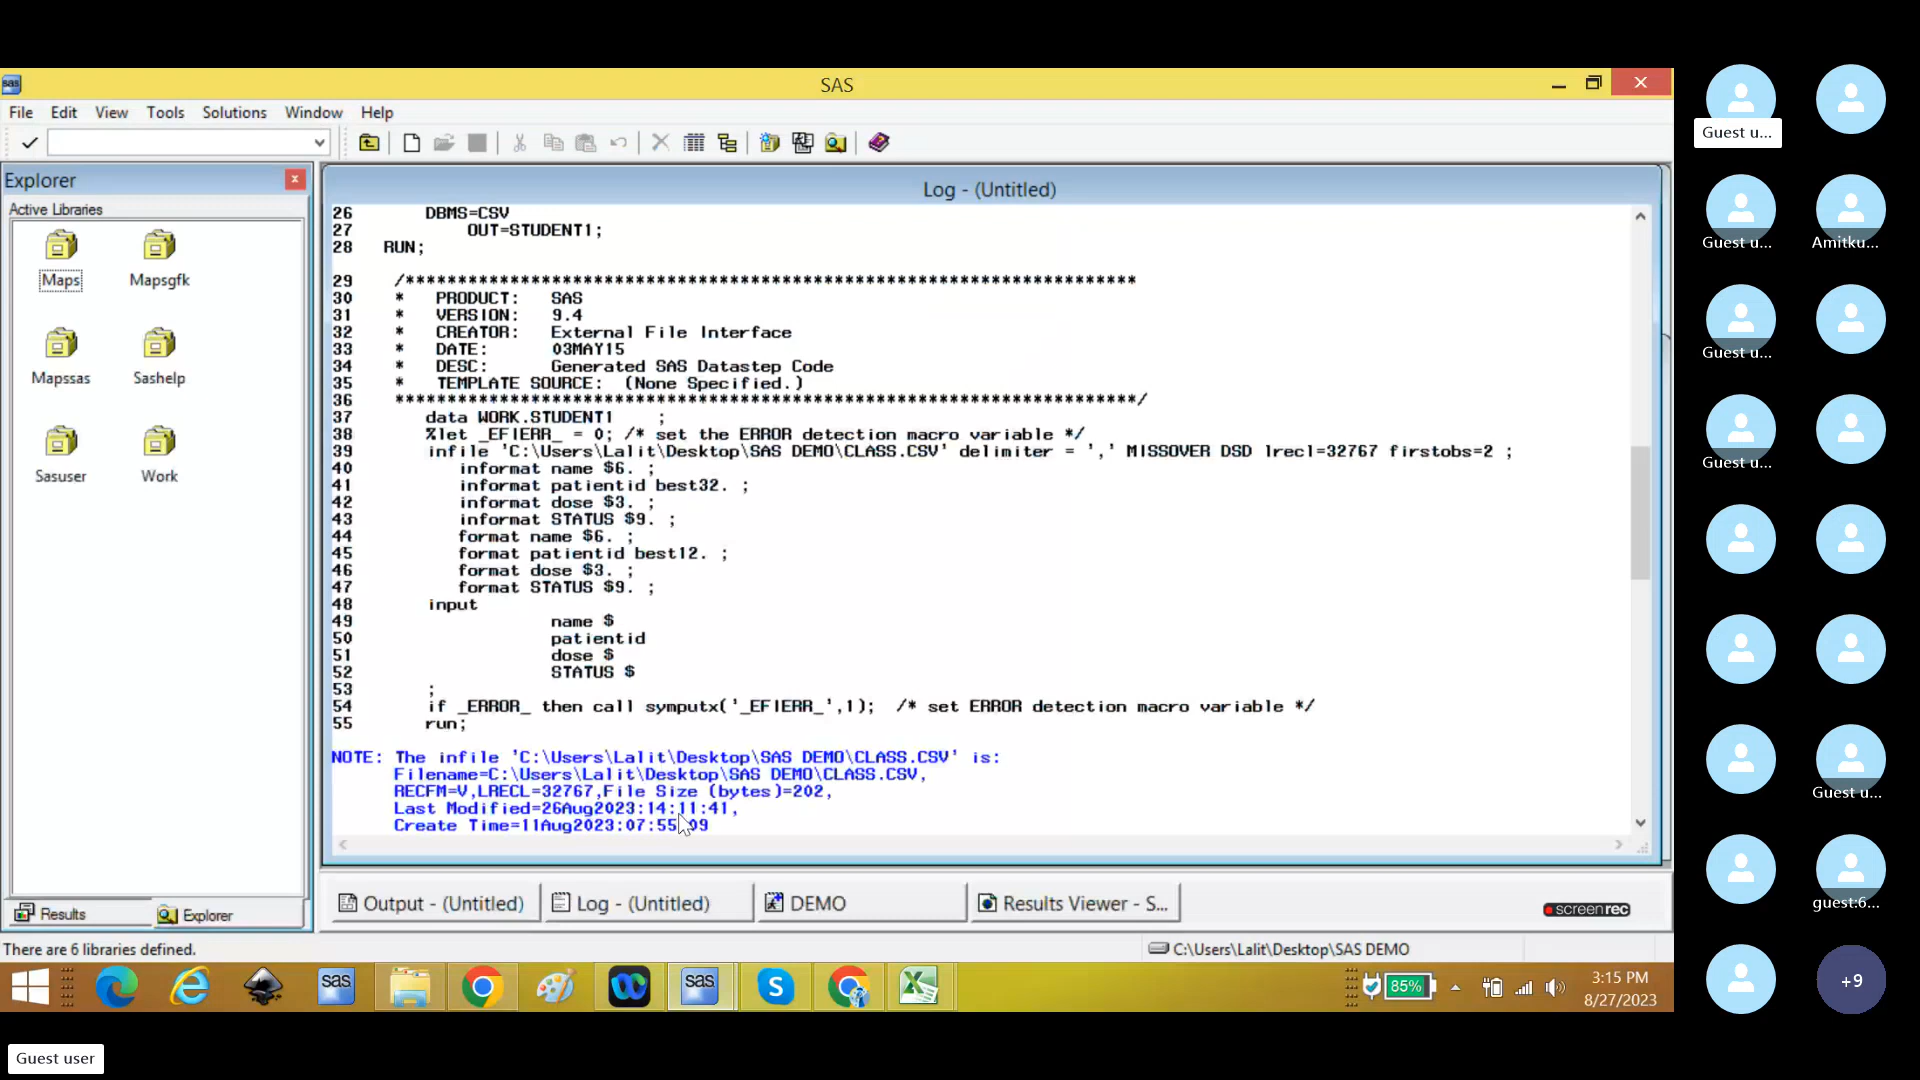 sas
SAS
File Edit View Tools Solutions Window Help
Explorer
Active Libraries
Maps Mapsgfk
Mapssas Sashelp
Sasuser Work
Results Explorer
Log - (Untitled)
26 DBMS=CSV
27 OUT=STUDENT1;
28 RUN;
29 /**********************************************************************
30 * PRODUCT: SAS
31 * VERSION: 9.4
32 * CREATOR: External File Interface
33 * DATE: 03MAY15
34 * DESC: Generated SAS Datastep Code
35 * TEMPLATE SOURCE: (None Specified.)
36 ***********************************************************************/
37 data WORK.STUDENT1 ;
38 %let _EFIERR_ = 0; /* set the ERROR detection macro variable */
39 infile 'C:\Users\Lalit\Desktop\SAS DEMO\CLASS.CSV' delimiter = ',' MISSOVER DSD lrecl=32767 firstobs=2 ;
40 informat name $6. ;
41 informat patientid best32. ;
42 informat dose $3. ;
43 informat STATUS $9. ;
44 format name $6. ;
45 format patientid best12. ;
46 format dose $3. ;
47 format STATUS $9. ;
48 input
49 name $
50 patientid
51 dose $
52 STATUS $
53 ;
54 if _ERROR_ then call symputx('_EFIERR_',1); /* set ERROR detection macro variable */
55 run;
NOTE: The infile 'C:\Users\Lalit\Desktop\SAS DEMO\CLASS.CSV' is:
Filename=C:\Users\Lalit\Desktop\SAS DEMO\CLASS.CSV,
RECFM=V,LRECL=32767,File Size (bytes)=202,
Last Modified=26Aug2023:14:11:41,
Create Time=11Aug2023:07:55:09
Output - (Untitled) Log - (Untitled) DEMO Results Viewer - S...
screenrec
There are 6 libraries defined.
C:\Users\Lalit\Desktop\SAS DEMO
sas
sas
85%
3:15 PM
8/27/2023
Guest u...
Guest u...
Amitku...
Guest u...
Guest u...
Guest u...
guest:6...
+9
Guest user